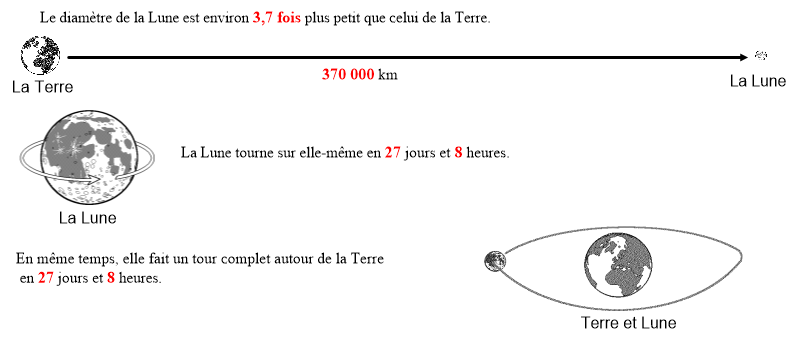 Le diamètre de la Lune est environ 3,7 fois plus petit que celui de la Terre.
370 000 km
La Terre
La Lune
La Lune tourne sur elle-même en 27 jours et 8 heures.
La Lune
En même temps, elle fait un tour complet autour de la Terre
en 27 jours et 8 heures.
Terre et Lune